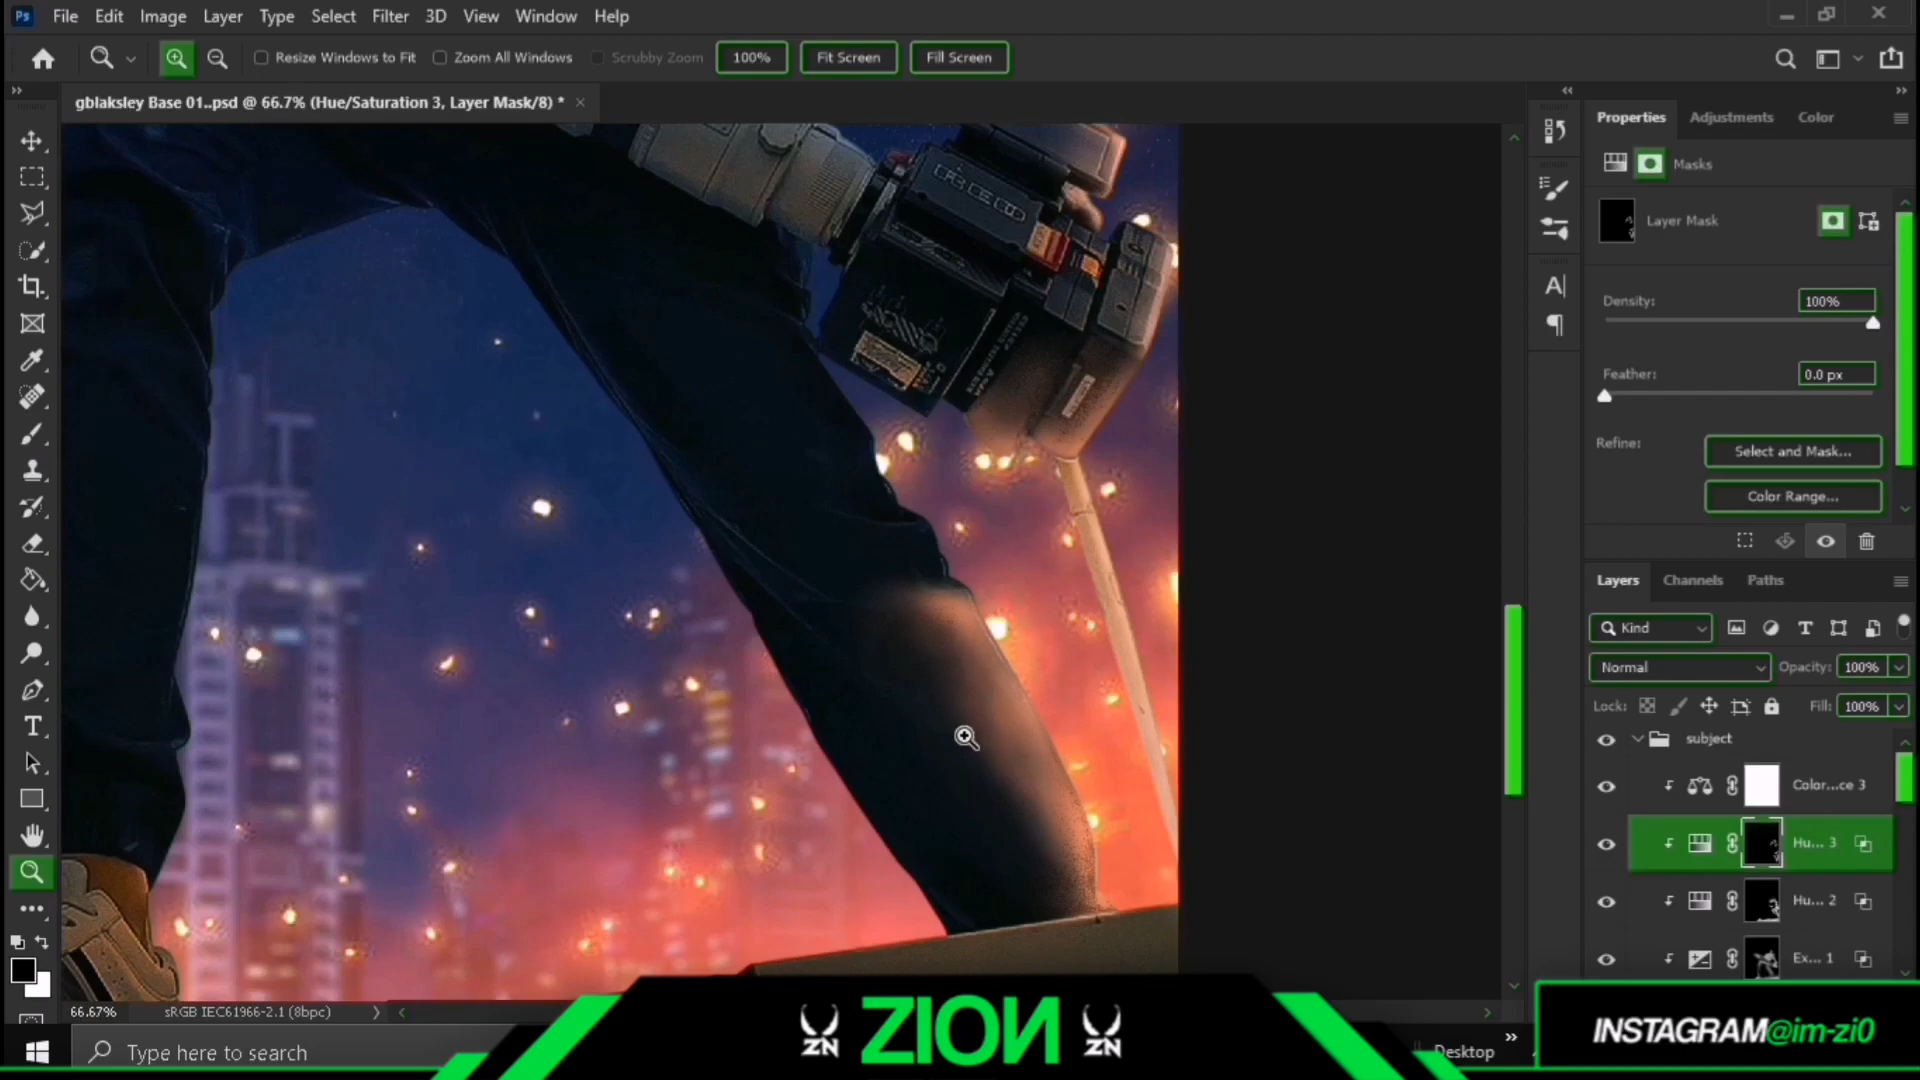 Ps File Edit Image Layer Type Select Filter 3D View Window Help
Resize Windows to Fit Zoom All Windows Scrubby Zoom 100% Fit Screen Fill Screen
gblaksley Base 01..psd @ 66.7% (Hue/Saturation 3, Layer Mask/8) *
Properties Adjustments Color
Masks
Layer Mask
Density: 100%
Feather: 0.0 px
Refine: Select and Mask...
Color Range...
Layers Channels Paths
Kind
Normal Opacity: 100%
Lock: Fill: 100%
subject
Color...ce 3
Hu... 3
Hu... 2
Ex... 1
66.67% sRGB IEC61966-2.1 (8bpc)
Type here to search
ZN ZION ZN
Desktop
INSTAGRAM@im-zi0